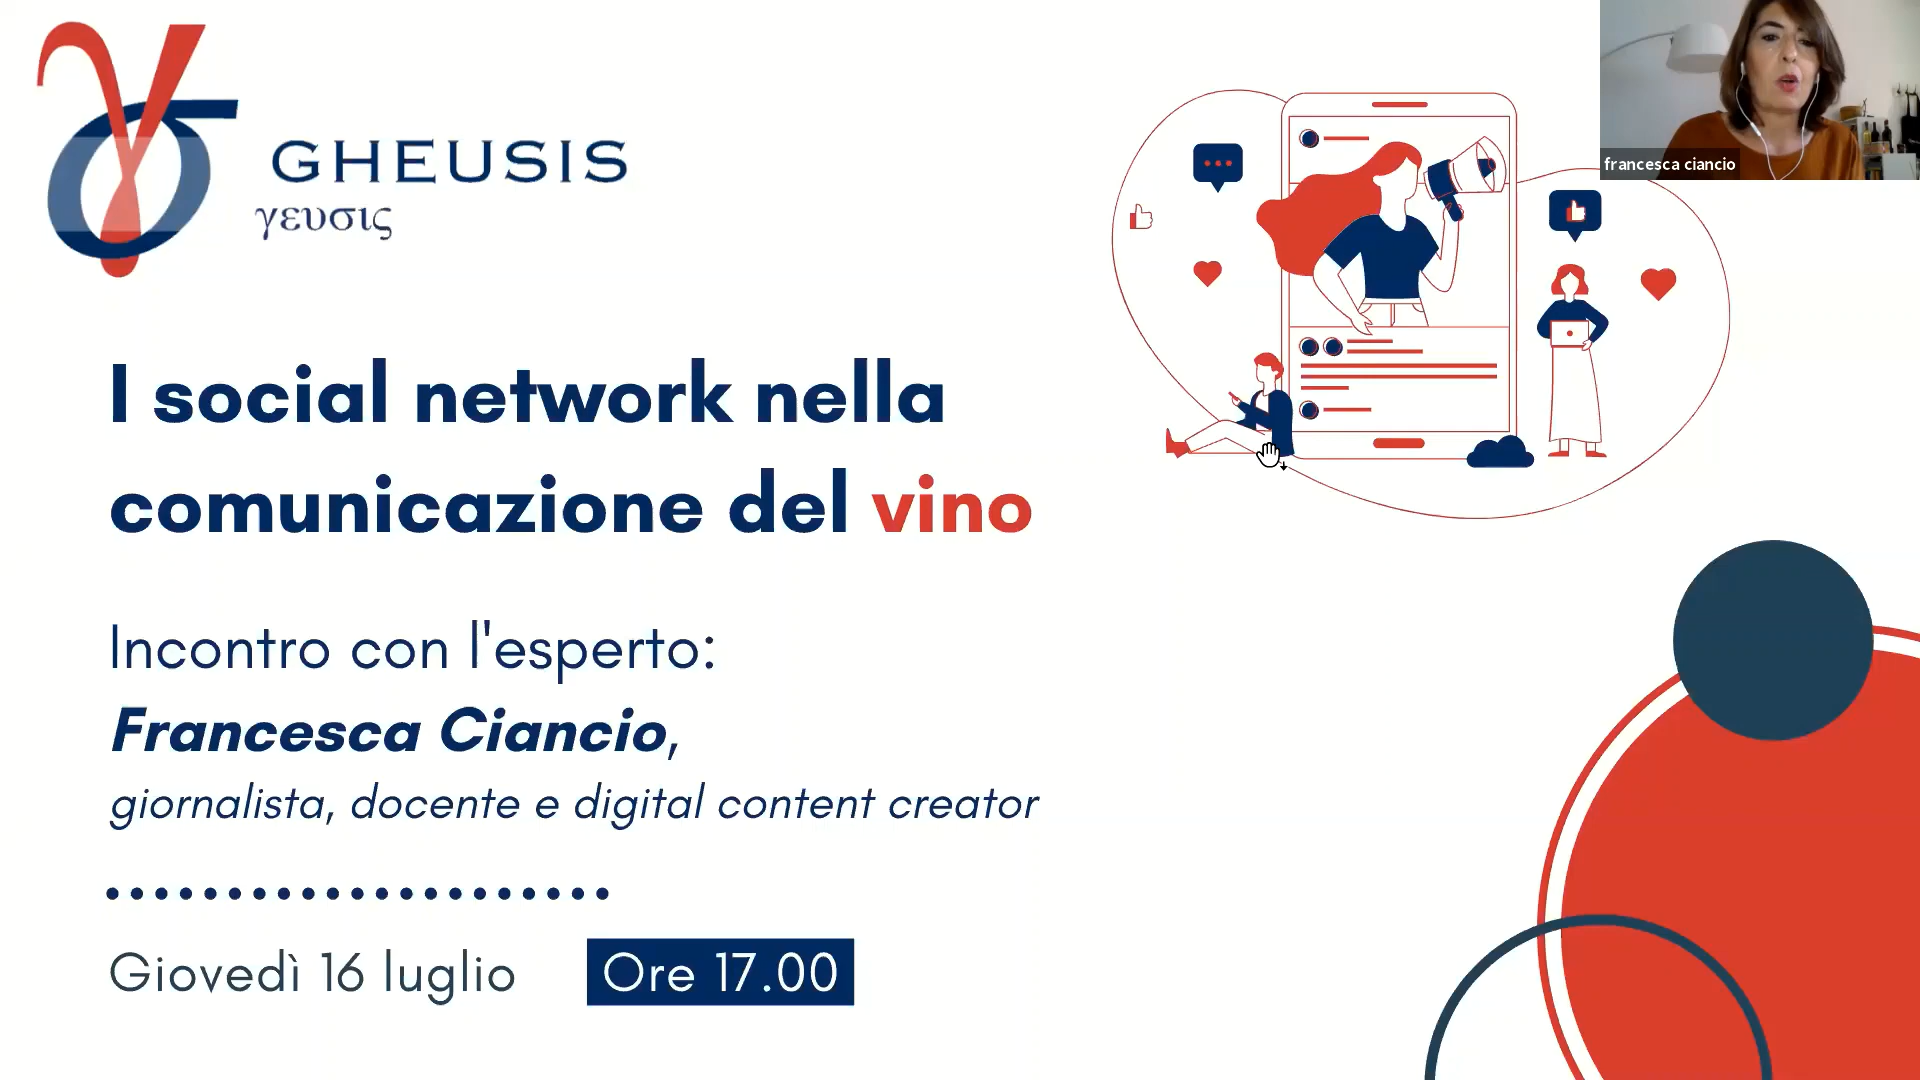 GHEUSIS
γευσις
francesca ciancio
I social network nella
comunicazione del vino
Incontro con l'esperto:
Francesca Ciancio,
giornalista, docente e digital content creator
Giovedì 16 luglio
Ore 17.00